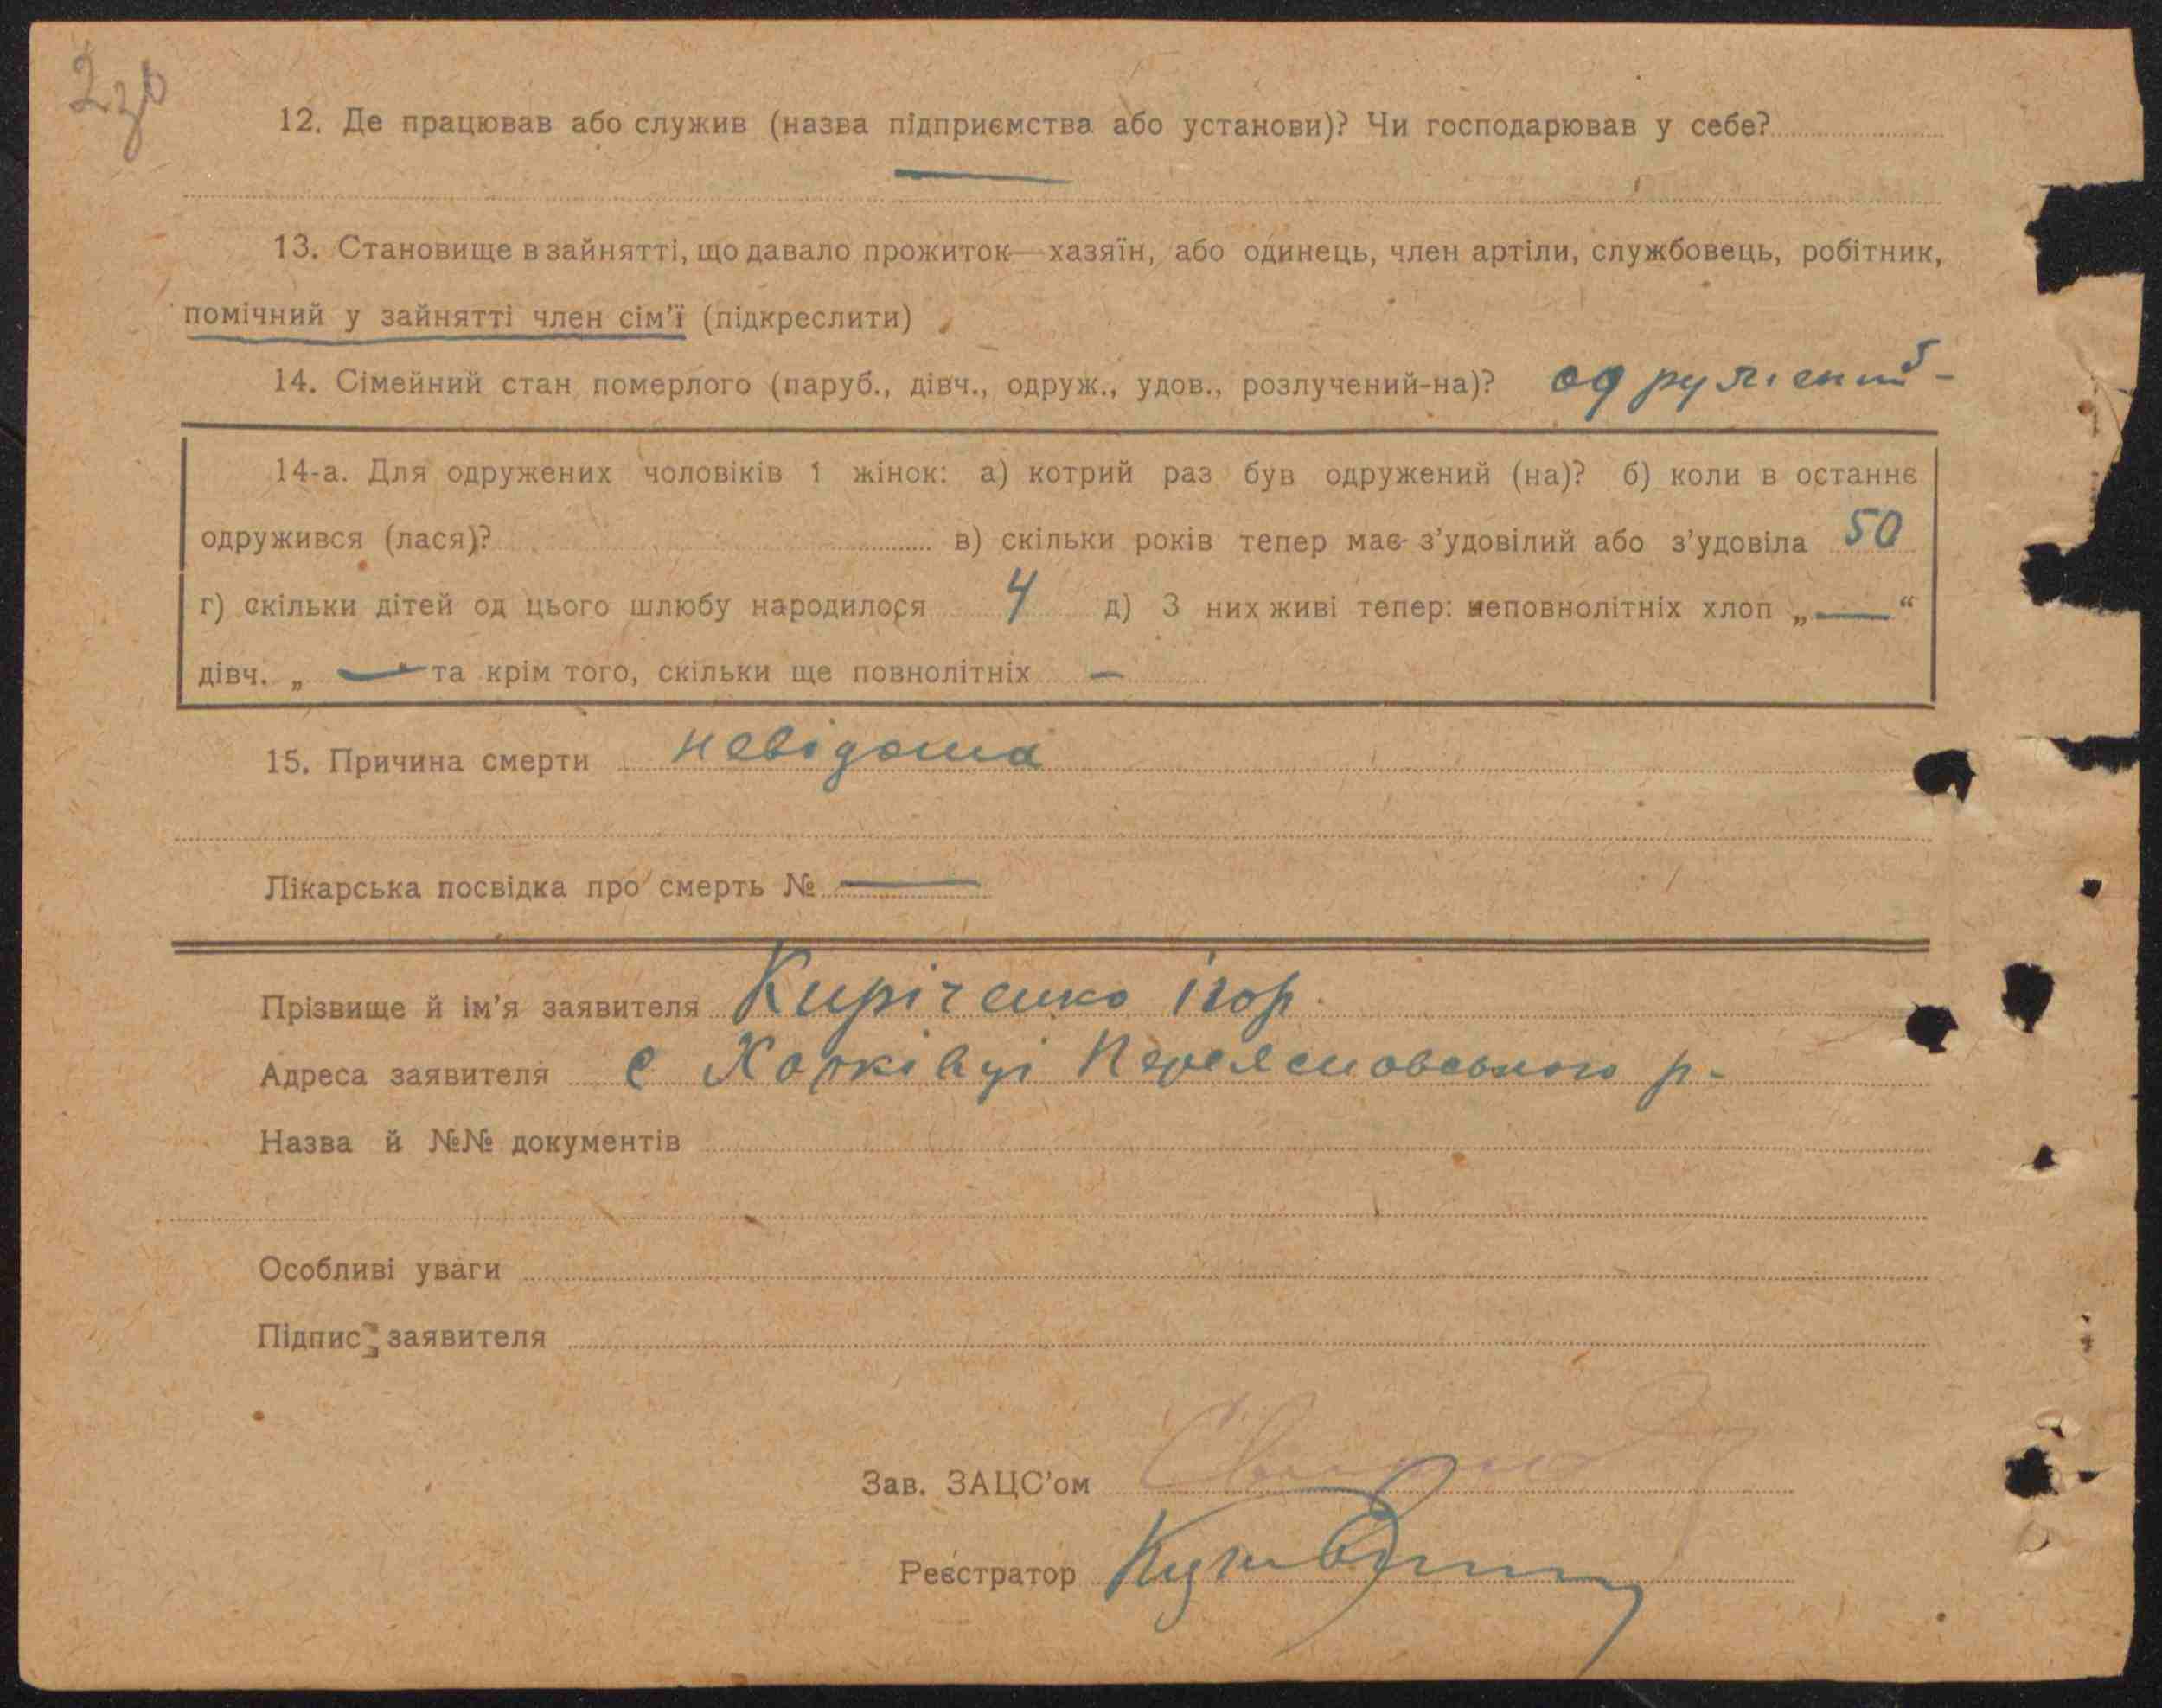 2зв
12. Де працював або служив (назва підприємства або установи)? Чи господарював у себе?
—
13. Становище в зайнятті, що давало прожиток—хазяїн, або одинець, член артіли, службовець, робітник,
помічний у зайнятті член сім’ї (підкреслити)
14. Сімейний стан померлого (паруб., дівч., одруж., удов., розлучений-на)? одружений -
14-а. Для одружених чоловіків і жінок: а) котрий раз був одружений (на)? б) коли в останнє
одружився (лася)? в) скільки років тепер має з’удовілий або з’удовіла 50
г) скільки дітей од цього шлюбу народилося 4 д) З них живі тепер: неповнолітніх хлоп „ — “
дівч. „ — та крім того, скільки ще повнолітніх —
15. Причина смерти невідома
Лікарська посвідка про смерть № —
Прізвище й ім’я заявителя Киріченко ігор.
Адреса заявителя с Харківці Переяславського р-
Назва й №№ документів
Особливі уваги
Підпис заявителя
Зав. ЗАЦС’ом
Реєстратор